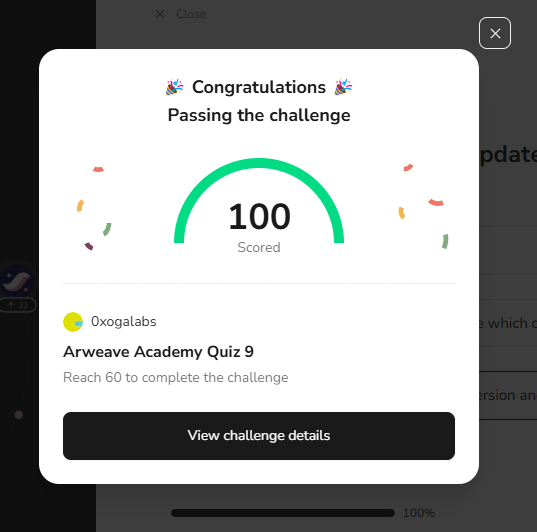 Close
Congratulations
Passing the challenge
pdate
100
Scored
32
0xogalabs
e which c
Arweave Academy Quiz 9
Reach 60 to complete the challenge
ersion an
View challenge details
100%